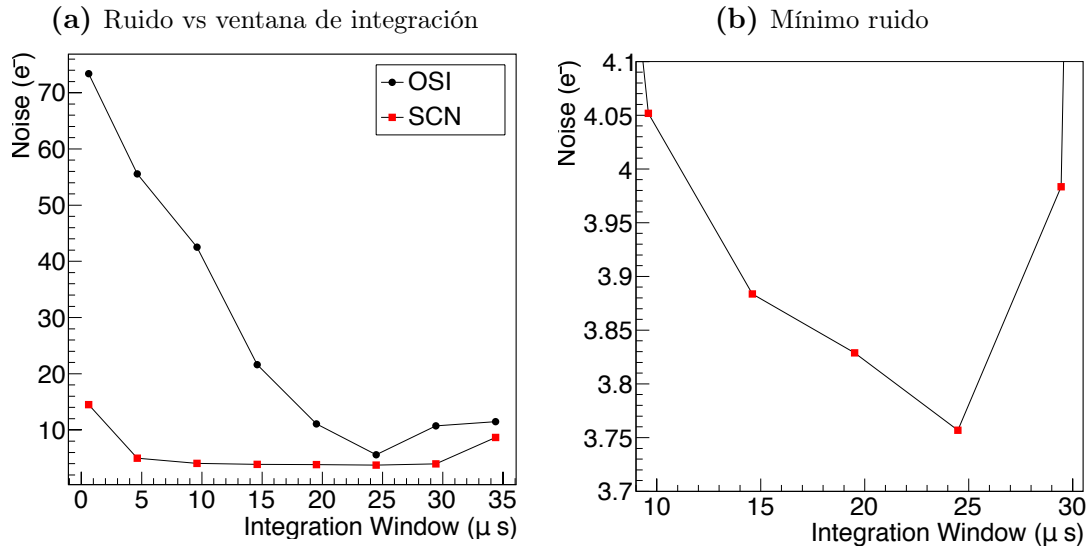 (a) Ruido vs ventana de integración
Noise (e⁻)
70
60
50
40
30
20
10
0 5 10 15 20 25 30 35
Integration Window (μ s)
OSI
SCN
(b) Mínimo ruido
Noise (e⁻)
4.1
4.05
4
3.95
3.9
3.85
3.8
3.75
3.7
10 15 20 25 30
Integration Window (μ s)